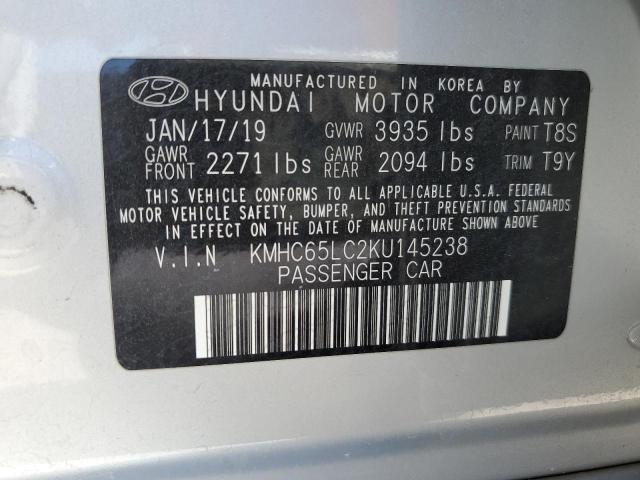 MANUFACTURED IN KOREA BY
HYUNDAI MOTOR COMPANY
JAN/17/19 GVWR 3935 lbs PAINT T8S
GAWR FRONT 2271 lbs GAWR REAR 2094 lbs TRIM T9Y
THIS VEHICLE CONFORMS TO ALL APPLICABLE U.S.A. FEDERAL
MOTOR VEHICLE SAFETY, BUMPER, AND THEFT PREVENTION STANDARDS
IN EFFECT ON THE DATE OF MANUFACTURE SHOWN ABOVE
V.I.N KMHC65LC2KU145238
PASSENGER CAR